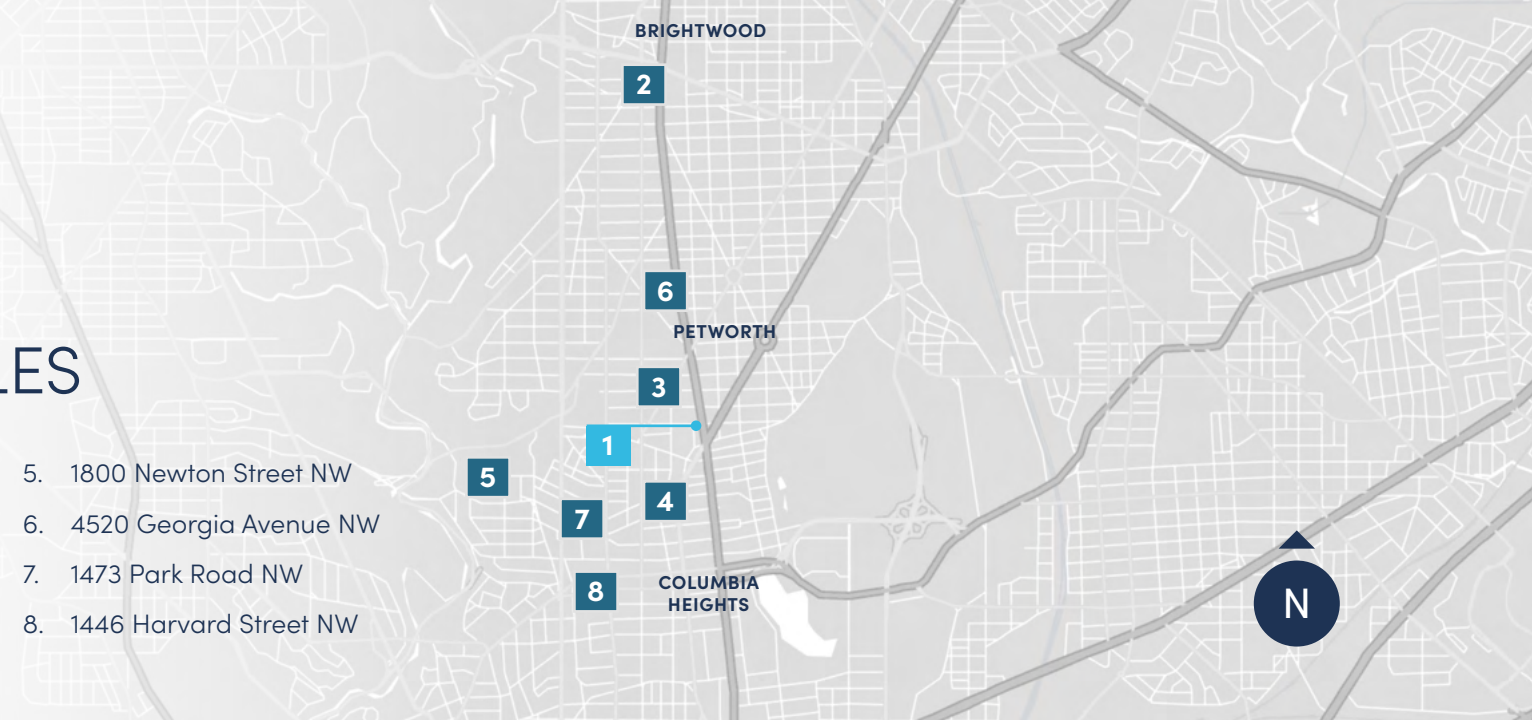 BRIGHTWOOD
2
6
PETWORTH
LES
3
1
5. 1800 Newton Street NW
5
4
7
6. 4520 Georgia Avenue NW
7. 1473 Park Road NW
8
COLUMBIA
HEIGHTS
N
8. 1446 Harvard Street NW